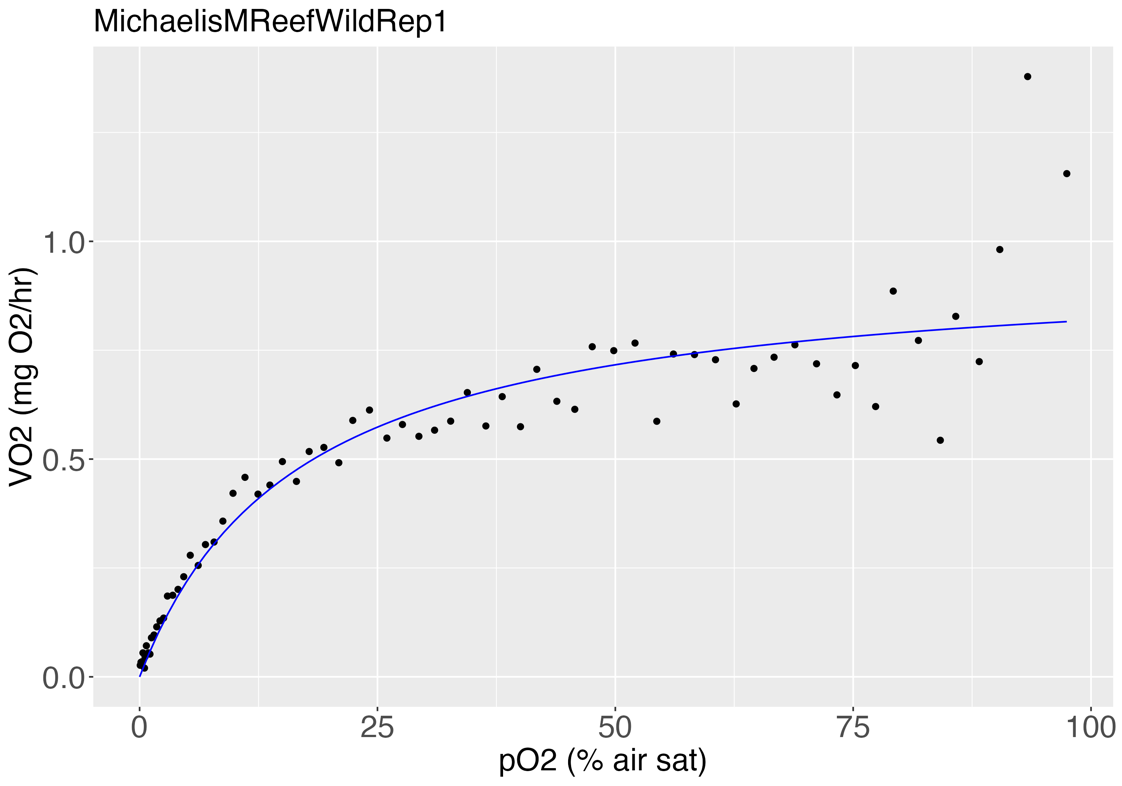 MichaelisMReefWildRep1
VO2 (mg O2/hr)
1.0
0.5
0.0
0 25 50 75 100
pO2 (% air sat)